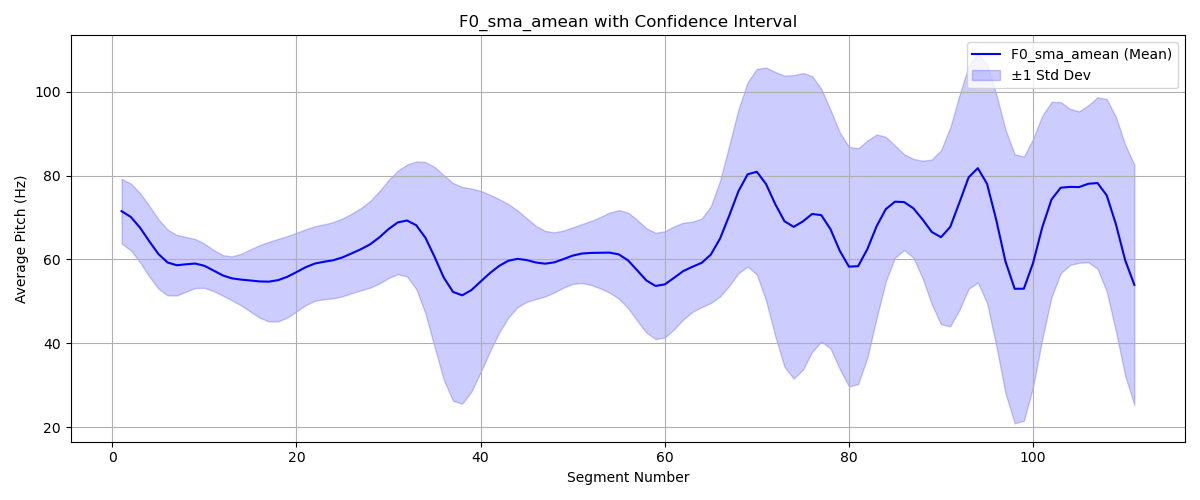 F0_sma_amean with Confidence Interval
F0_sma_amean (Mean)
±1 Std Dev
Average Pitch (Hz)
100
80
60
40
20
0 20 40 60 80 100
Segment Number